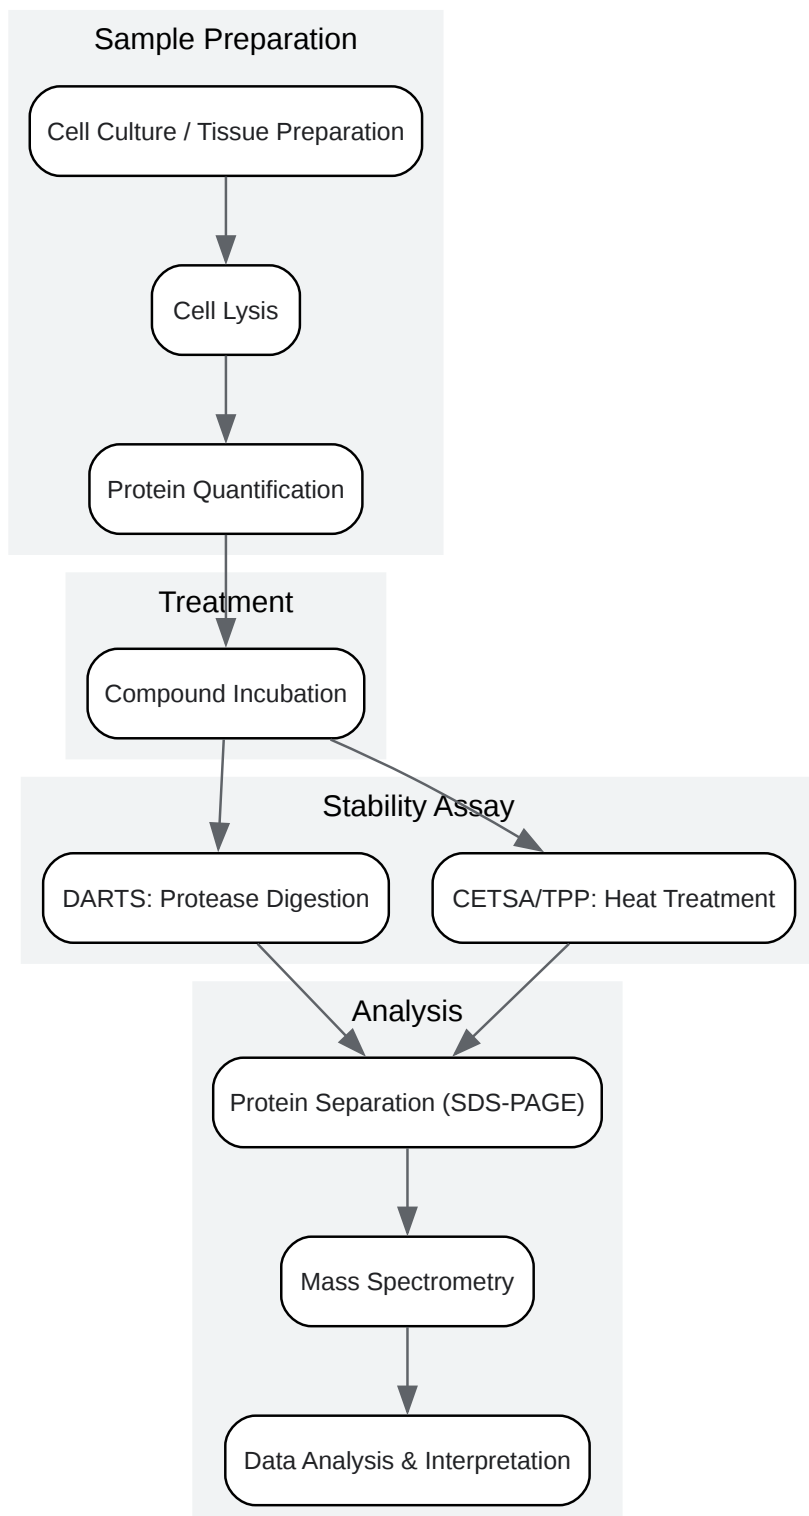 Sample Preparation
Cell Culture / Tissue Preparation
Cell Lysis
Protein Quantification
Treatment
Compound Incubation
Stability Assay
DARTS: Protease Digestion
CETSA/TPP: Heat Treatment
Analysis
Protein Separation (SDS-PAGE)
Mass Spectrometry
Data Analysis & Interpretation